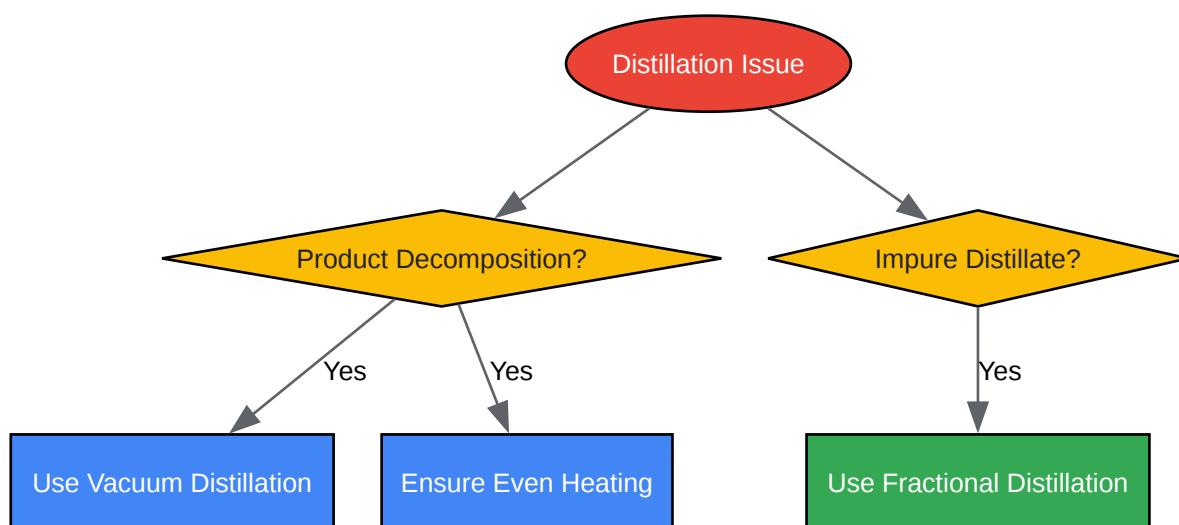 Distillation Issue
Product Decomposition?
Impure Distillate?
Yes
Yes
Yes
Use Vacuum Distillation
Ensure Even Heating
Use Fractional Distillation